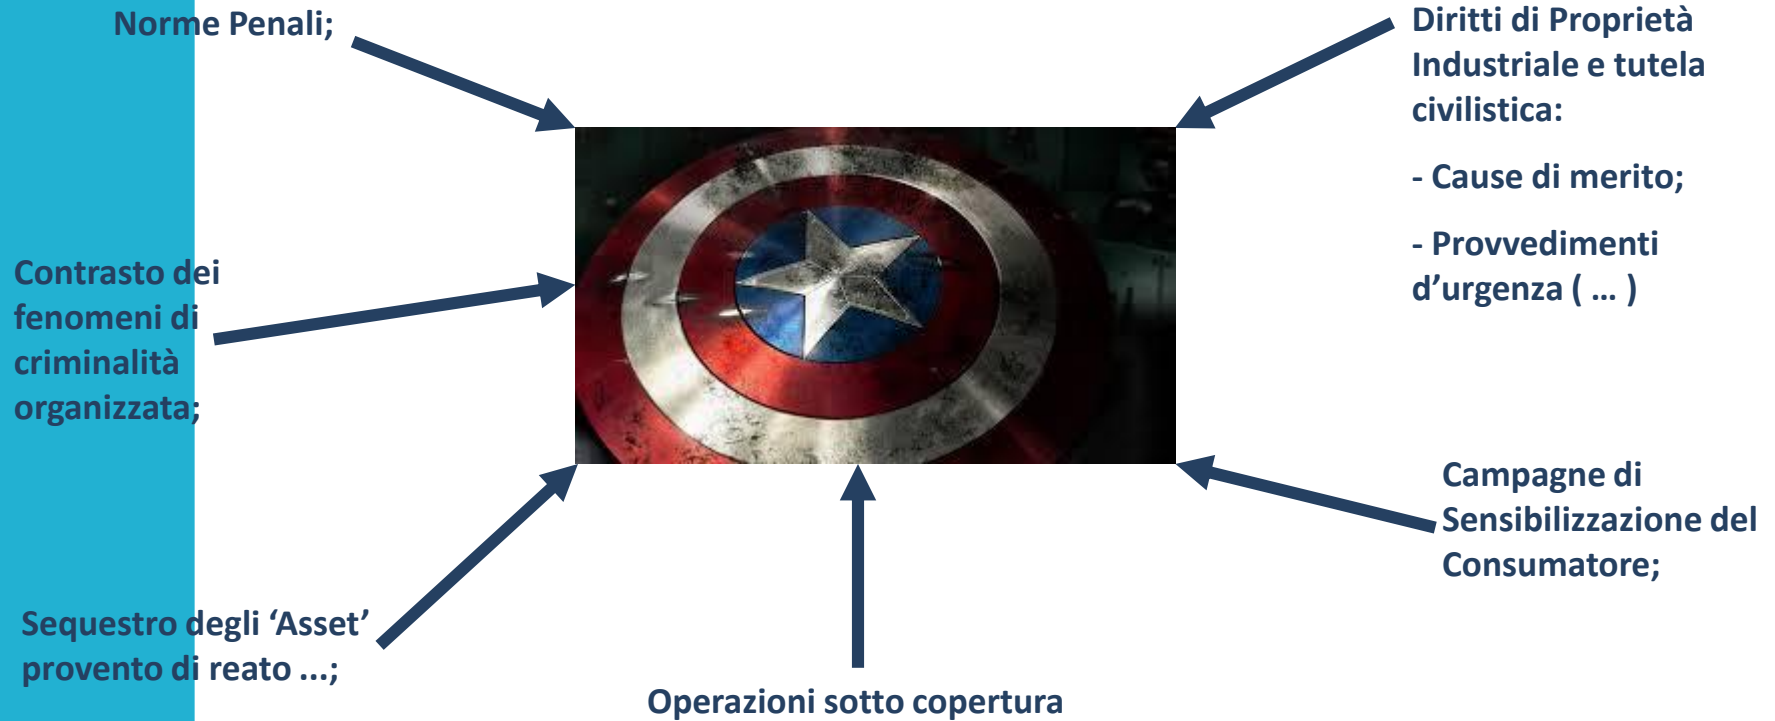 Norme Penali;
Diritti di Proprietà
Industriale e tutela
civilistica:
- Cause di merito;
- Provvedimenti
d’urgenza ( … )
Contrasto dei
fenomeni di
criminalità
organizzata;
Campagne di
Sensibilizzazione del
Consumatore;
Sequestro degli ‘Asset’
provento di reato ...;
Operazioni sotto copertura